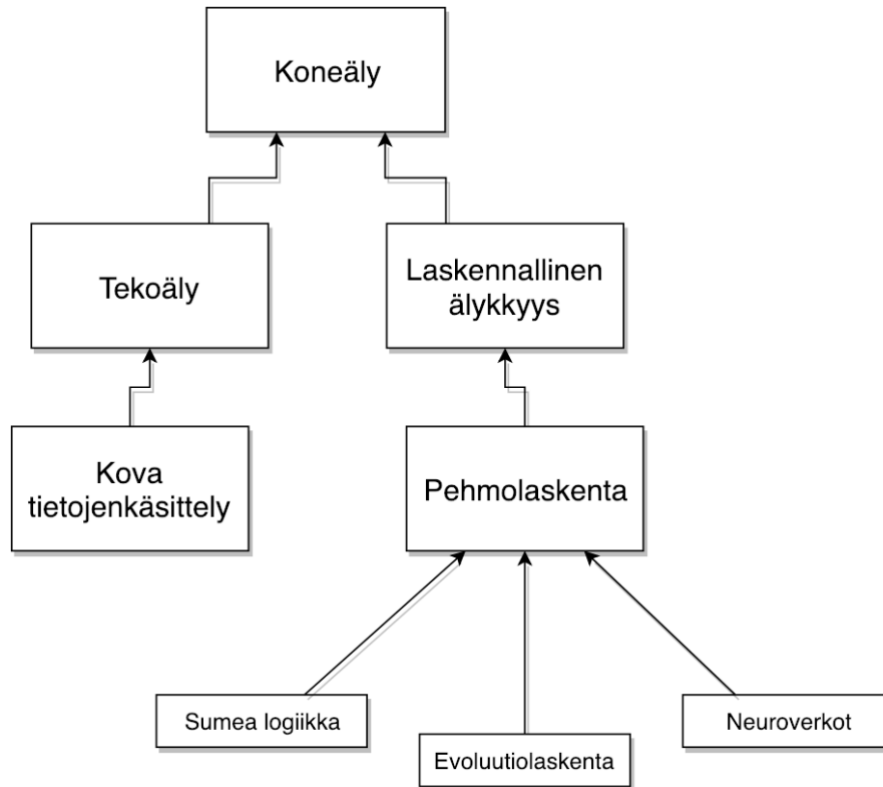 Koneäly
Tekoäly
Laskennallinen
älykkyys
Kova
tietojenkäsittely
Pehmolaskenta
Sumea logiikka
Evoluutiolaskenta
Neuroverkot